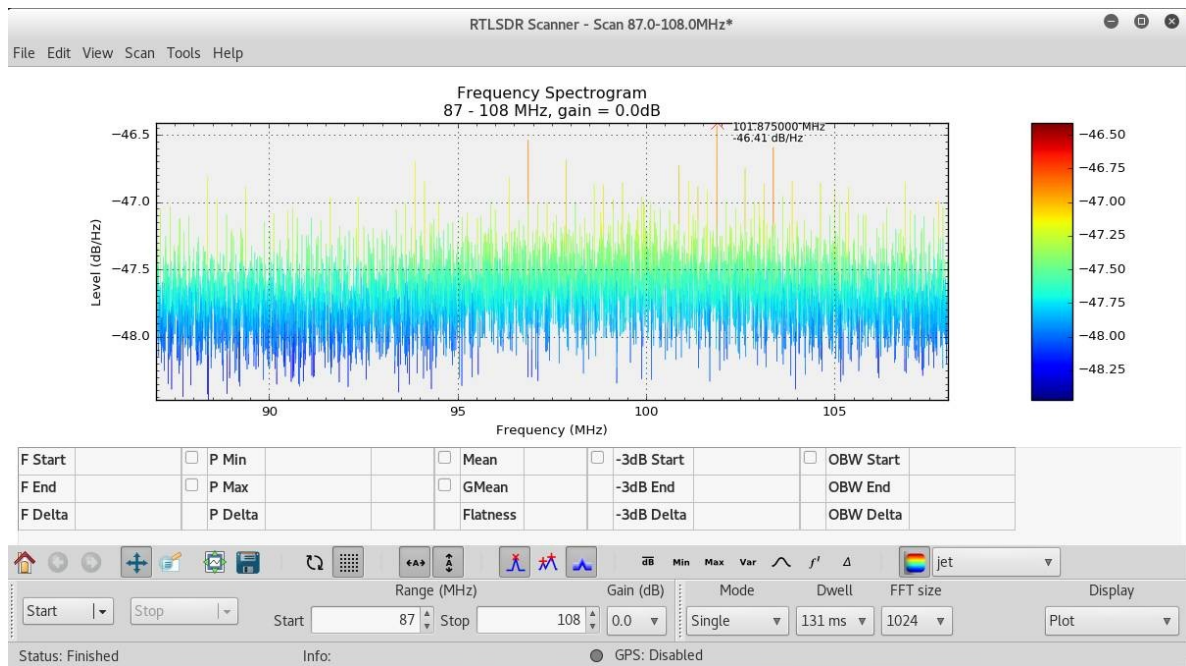 RTLSDR Scanner - Scan 87.0-108.0MHz*
File Edit View Scan Tools Help
Frequency Spectrogram
87 - 108 MHz, gain = 0.0dB
101.875000 MHz
-46.41 dB/Hz
−46.5
−47.0
−47.5
−48.0
Level (dB/Hz)
90 95 100 105
Frequency (MHz)
−46.50
−46.75
−47.00
−47.25
−47.50
−47.75
−48.00
−48.25
F Start P Min Mean -3dB Start OBW Start
F End P Max GMean -3dB End OBW End
F Delta P Delta Flatness -3dB Delta OBW Delta
A A dB Min Max Var f' Δ jet
Range (MHz) Gain (dB) Mode Dwell FFT size Display
Start Stop Start 87 Stop 108 0.0 Single 131 ms 1024 Plot
Status: Finished Info: GPS: Disabled